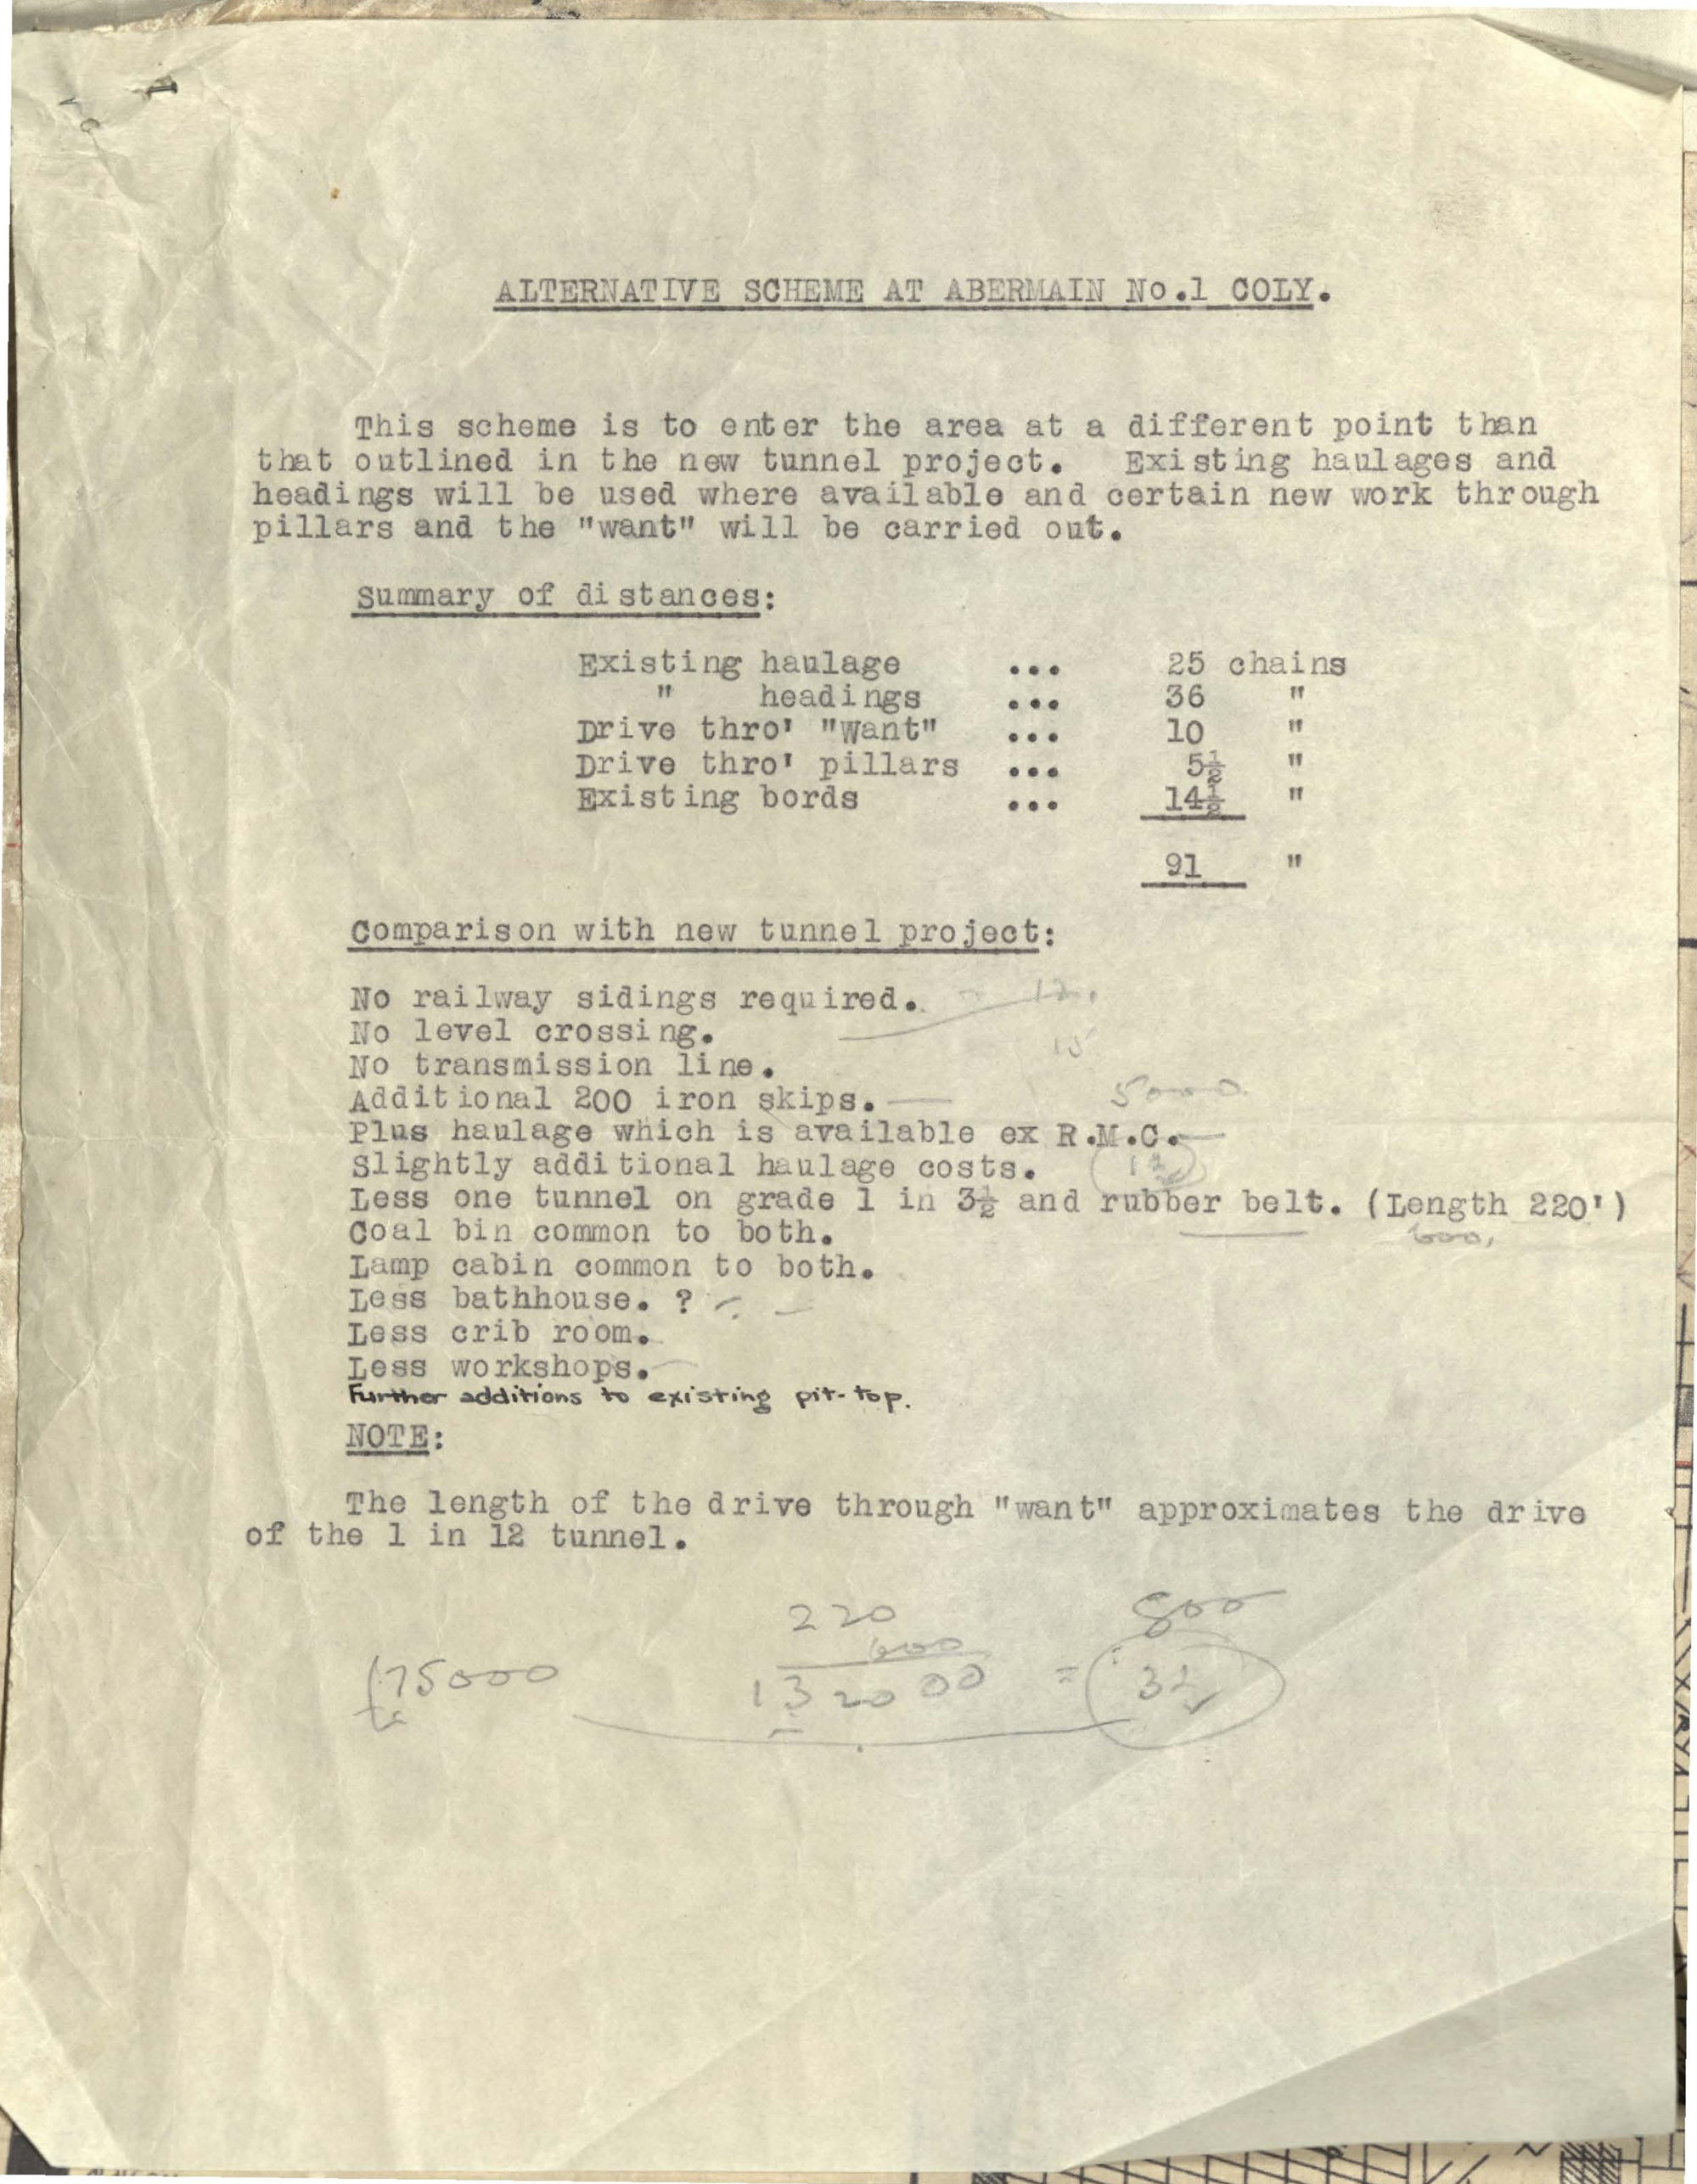 ALTERNATIVE SCHEME AT ABERMAIN No.1 COLY.
This scheme is to enter the area at a different point than
that outlined in the new tunnel project. Existing haulages and
headings will be used where available and certain new work through
pillars and the "want" will be carried out.
Summary of distances:
Existing haulage ... 25 chains
" headings ... 36 "
Drive thro' "Want" ... 10 "
Drive thro' pillars ... 5½ "
Existing bords ... 14½ "
91 "
Comparison with new tunnel project:
No railway sidings required. 12.
No level crossing.
No transmission line. 15
Additional 200 iron skips. 5000.
Plus haulage which is available ex R.M.C.
Slightly additional haulage costs.
Less one tunnel on grade 1 in 3½ and rubber belt. (Length 220')
Coal bin common to both. 600,
Lamp cabin common to both.
Less bathhouse. ?
Less crib room.
Less workshops.
Further additions to existing pit-top.
NOTE:
The length of the drive through "want" approximates the drive
of the 1 in 12 tunnel.
220 800
600
75000 132000 =